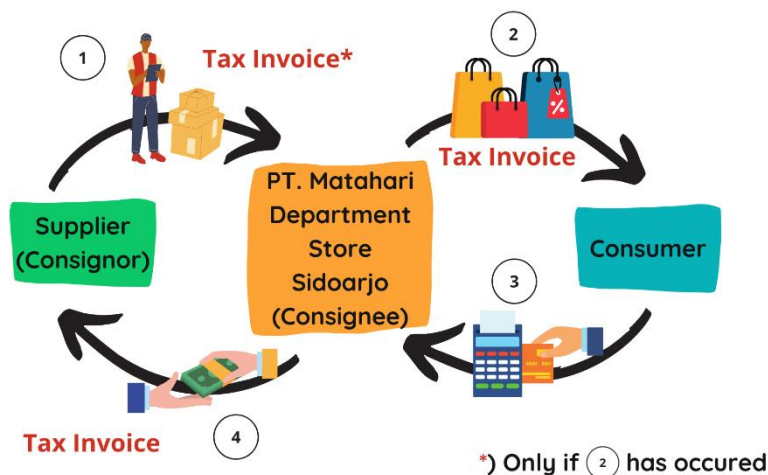 1
Tax Invoice*
2
Tax Invoice
Supplier
(Consignor)
PT. Matahari
Department
Store
Sidoarjo
(Consignee)
Consumer
3
%
Tax Invoice
4
*) Only if 2 has occured